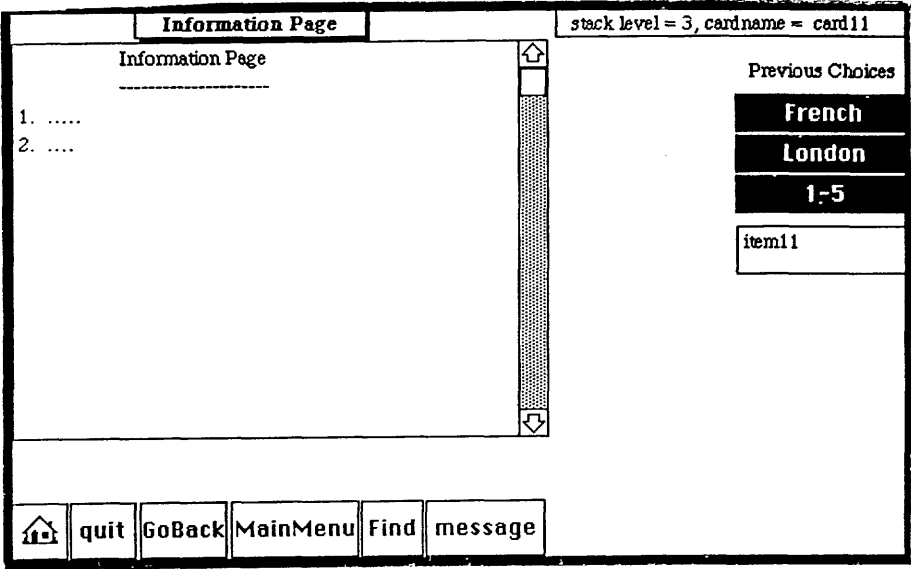 Information Page
stack level = 3, cardname = card11
Information Page
----------------------
1. .....
2. ....
Previous Choices
French
London
1-5
item11
quit
GoBack
MainMenu
Find
message